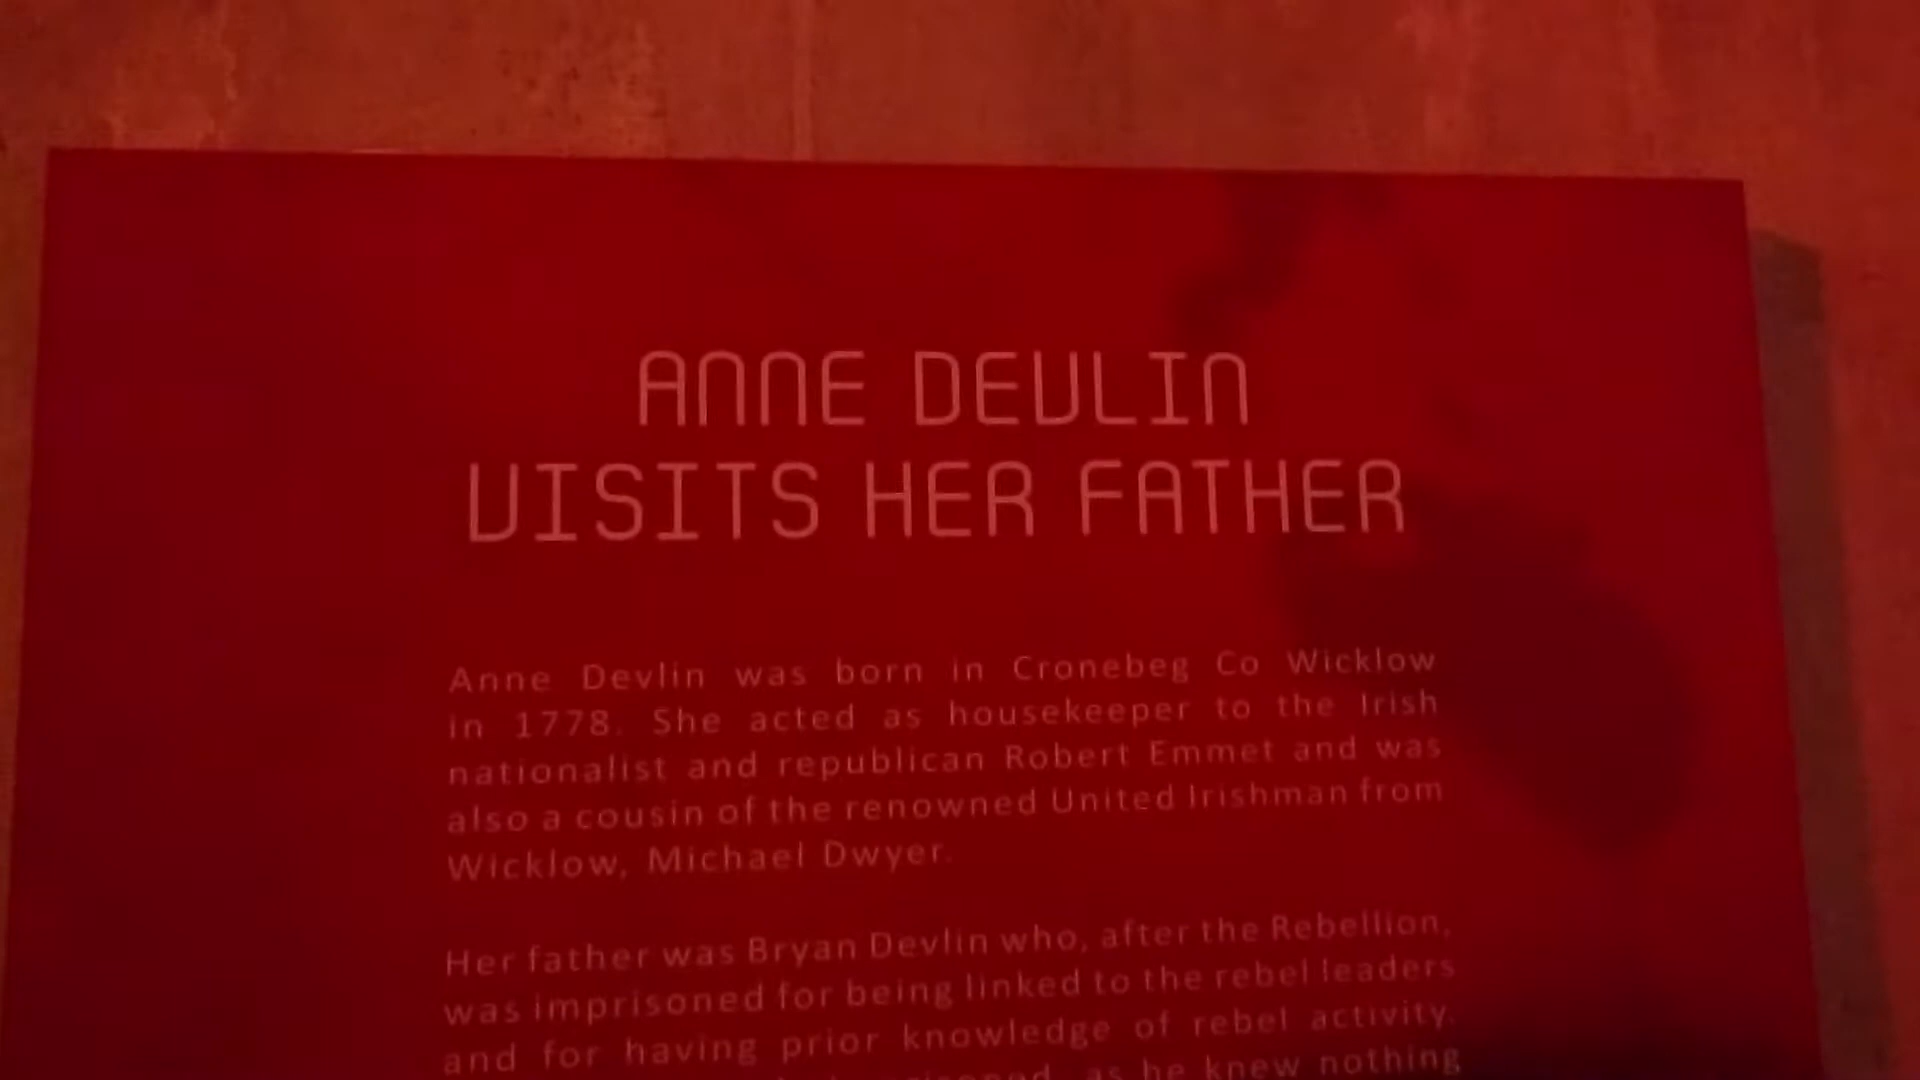 ANNE DEVLIN
VISITS HER FATHER
Anne Devlin was born in Cronebeg Co Wicklow
in 1778. She acted as housekeeper to the Irish
nationalist and republican Robert Emmet and was
also a cousin of the renowned United Irishman from
Wicklow, Michael Dwyer.
Her father was Bryan Devlin who, after the Rebellion,
was imprisoned for being linked to the rebel leaders
and for having prior knowledge of rebel activity.
as he knew nothing